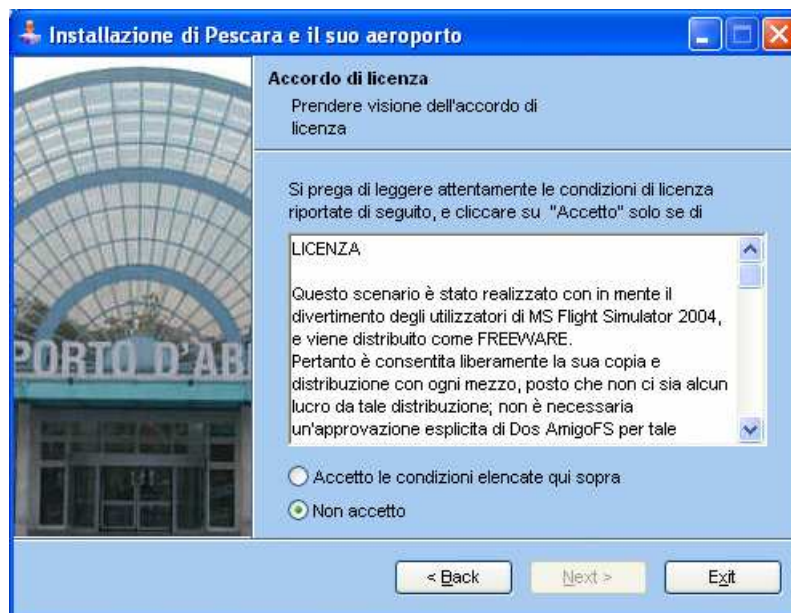 Installazione di Pescara e il suo aeroporto
Accordo di licenza
Prendere visione dell'accordo di
licenza
Si prega di leggere attentamente le condizioni di licenza
riportate di seguito, e cliccare su "Accetto" solo se di
LICENZA
Questo scenario è stato realizzato con in mente il
divertimento degli utilizzatori di MS Flight Simulator 2004,
e viene distribuito come FREEWARE.
Pertanto è consentita liberamente la sua copia e
distribuzione con ogni mezzo, posto che non ci sia alcun
lucro da tale distribuzione; non è necessaria
un'approvazione esplicita di Dos AmigoFS per tale
PORTO D'AB
Accetto le condizioni elencate qui sopra
Non accetto
< Back
Next >
Exit